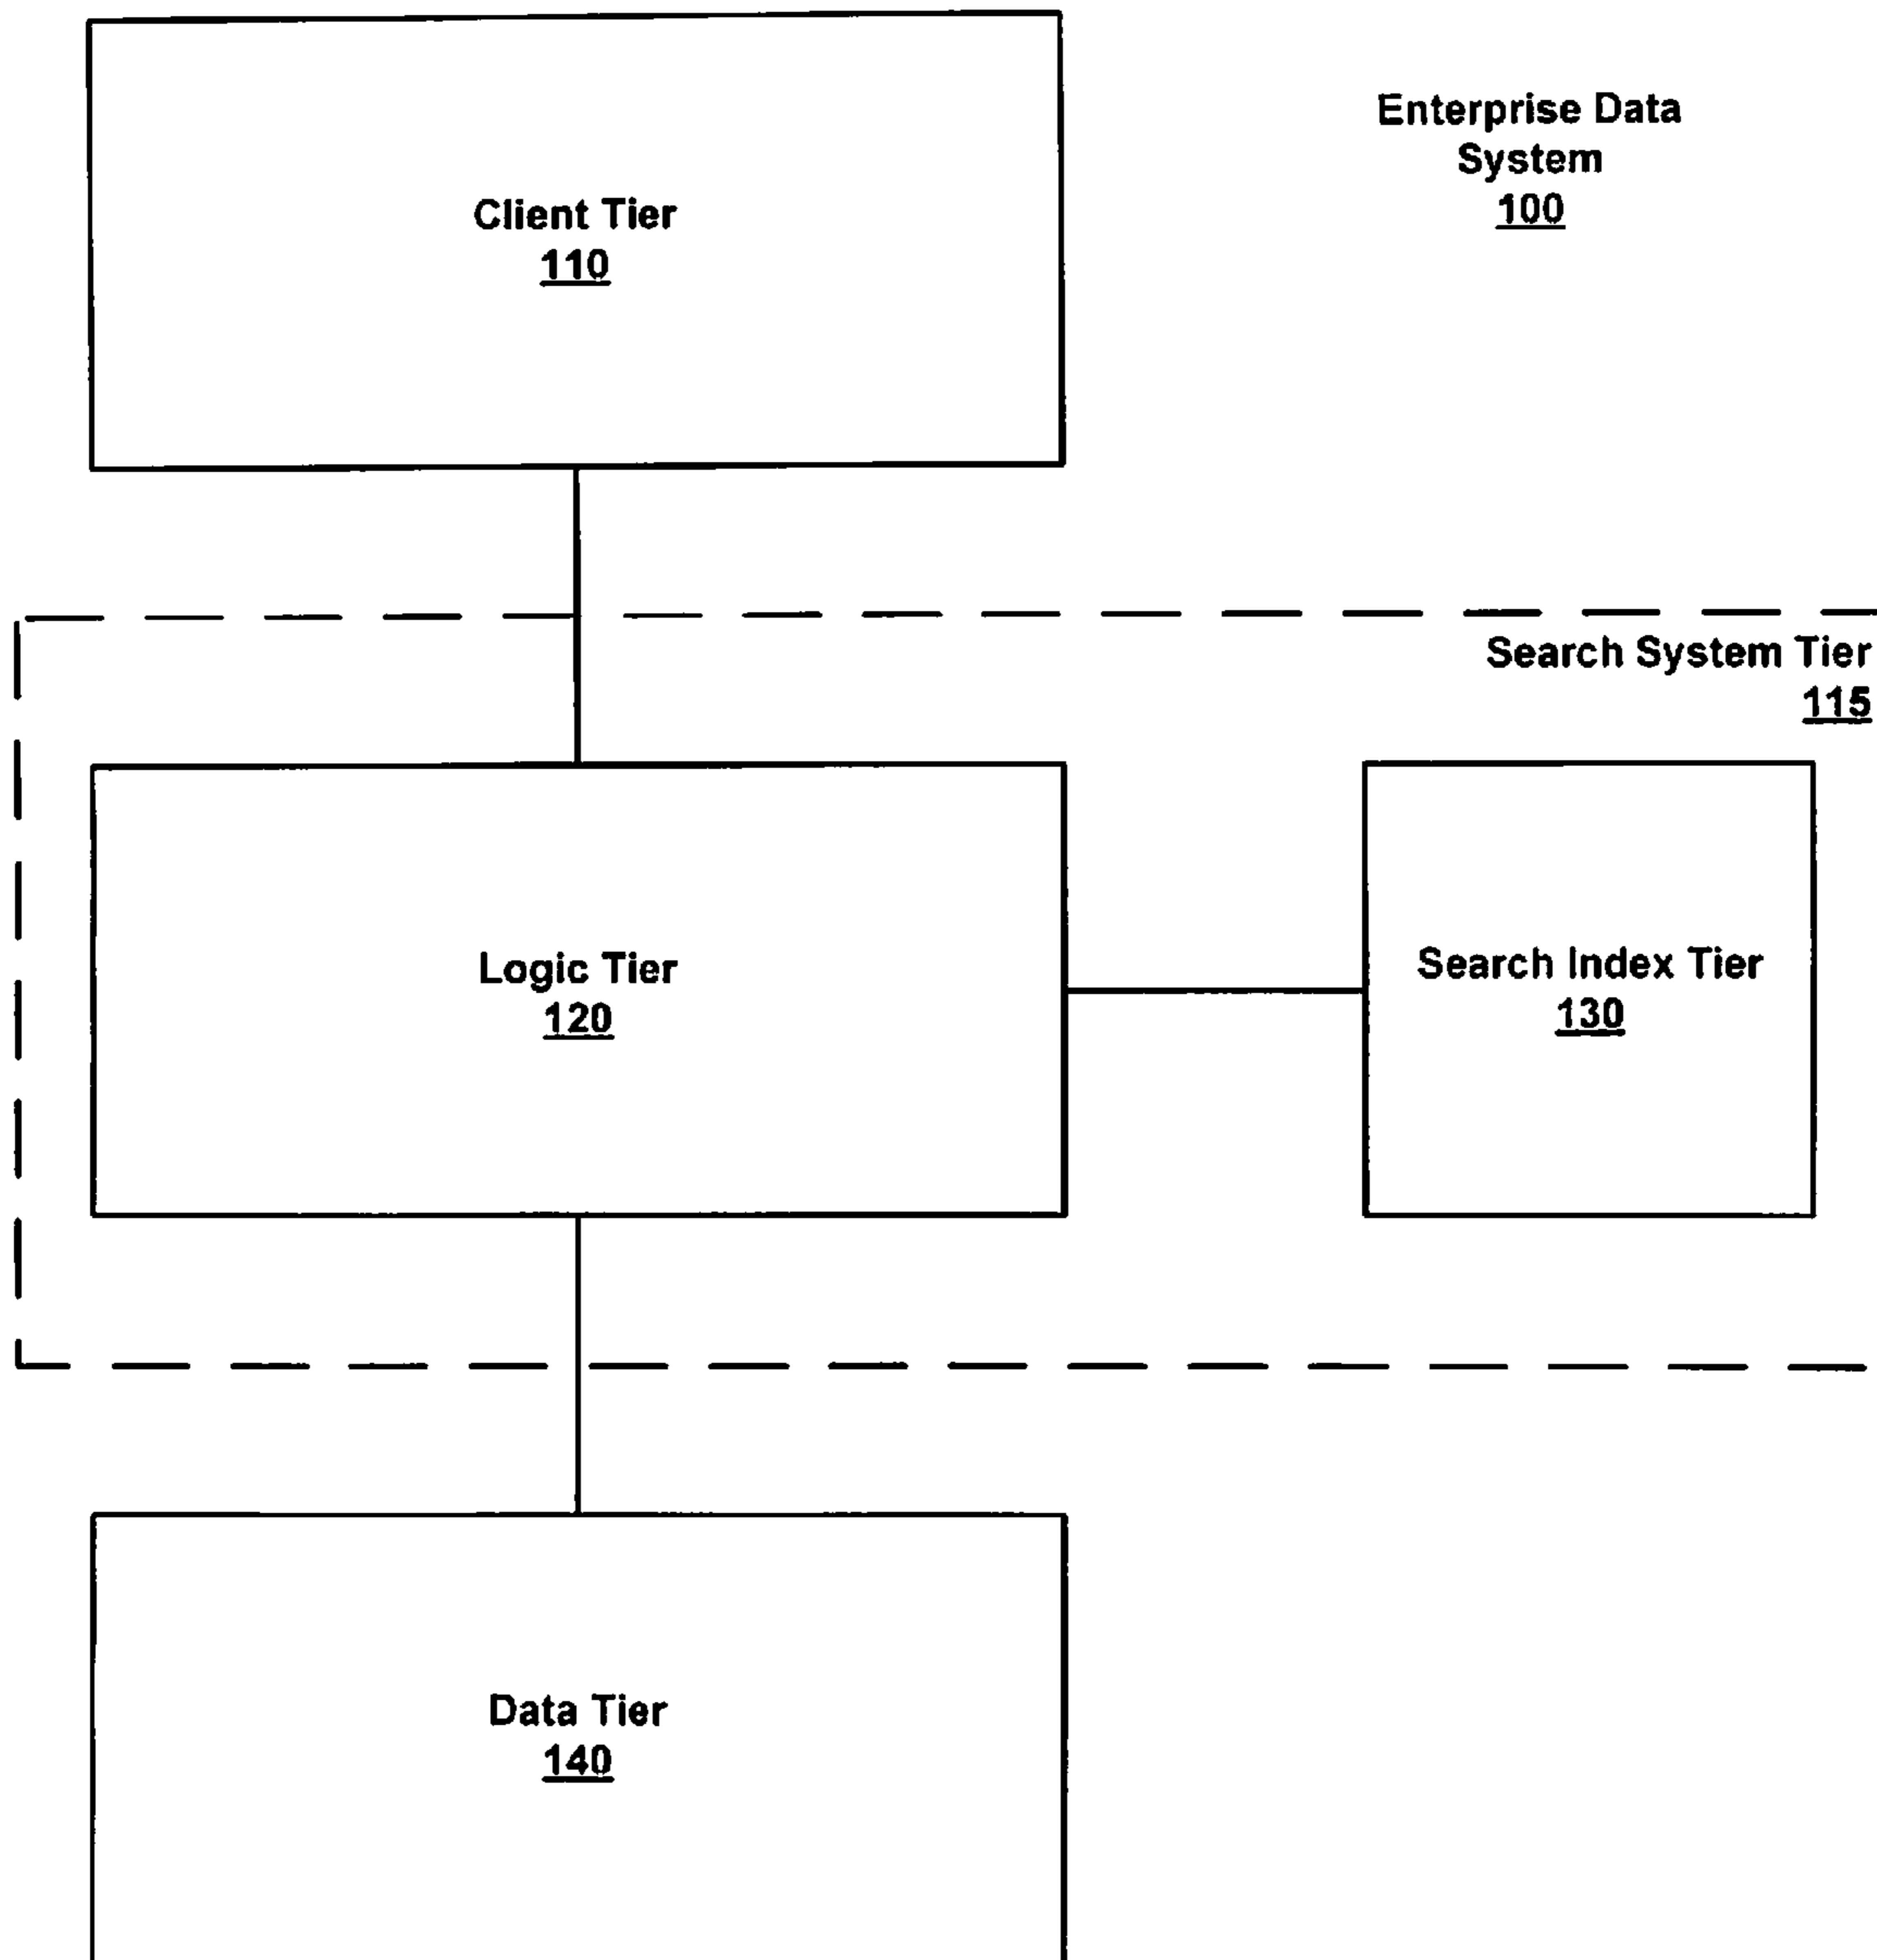 Enterprise Data
System
100
Client Tier
110
Search System Tier
115
Logic Tier
120
Search Index Tier
130
Data Tier
140